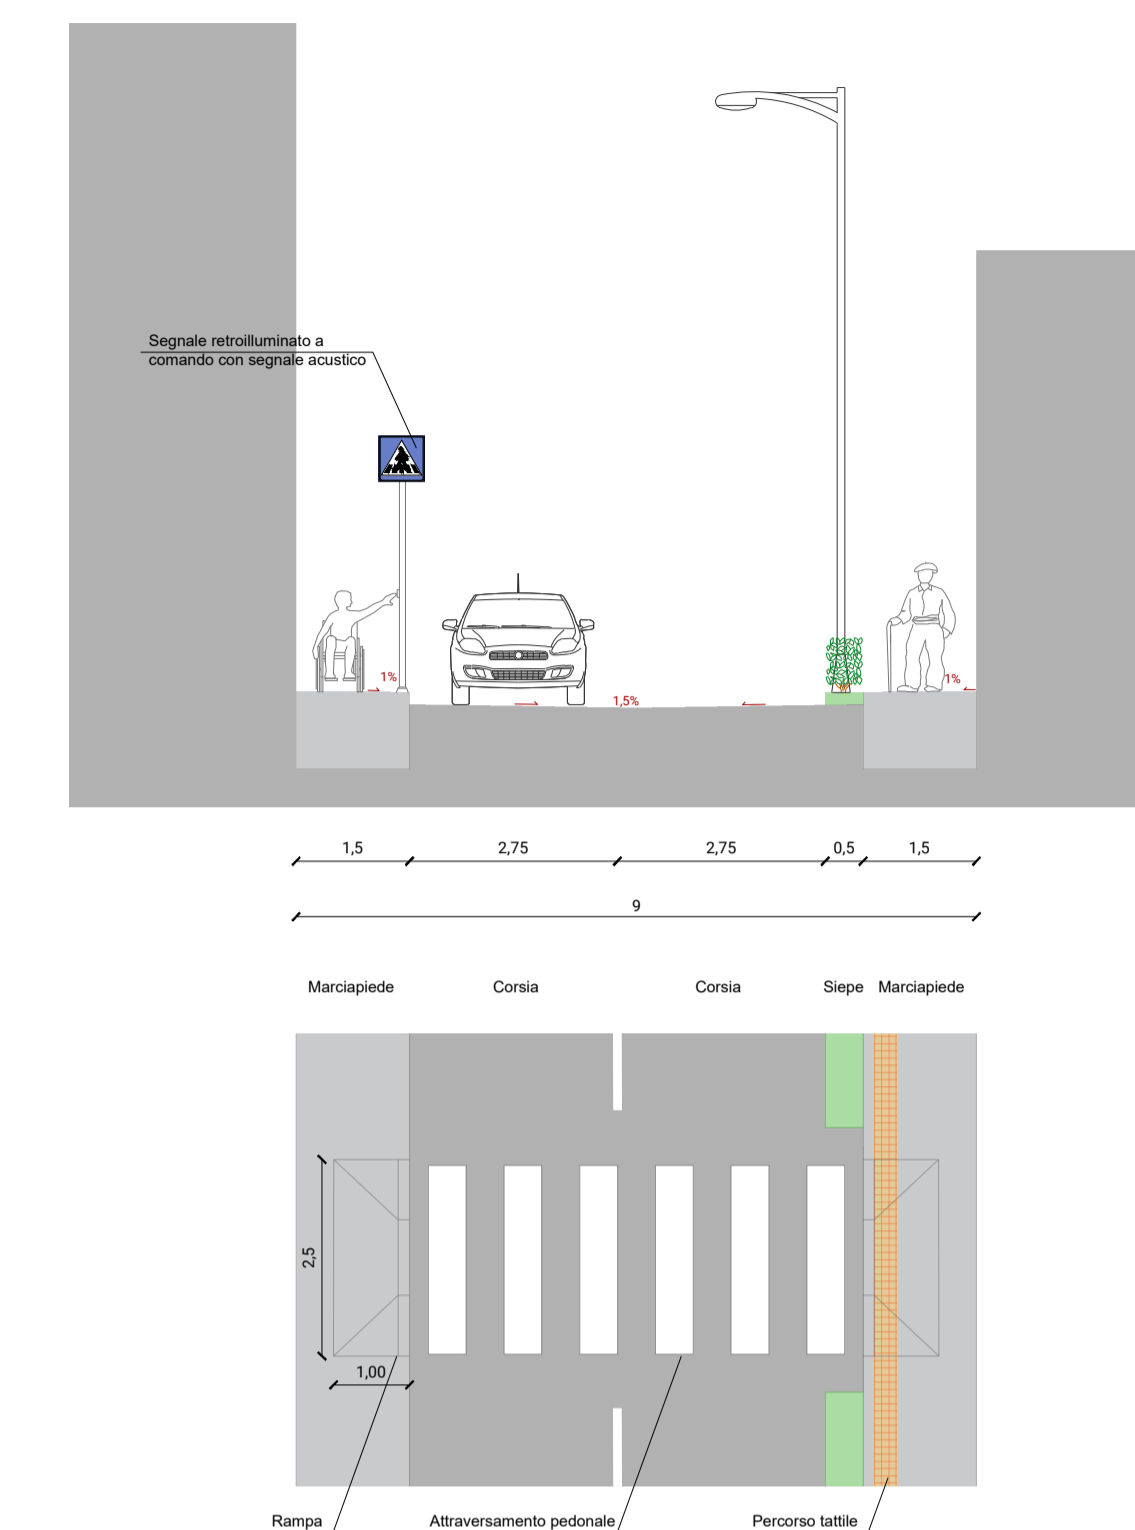 Segnale retroilluminato a
comando con segnale acustico
1%
1,5%
1%
1,5
2,75
2,75
0,5
1,5
9
Marciapiede
Corsia
Corsia
Siepe
Marciapiede
2,5
1,00
Rampa
Attraversamento pedonale
Percorso tattile